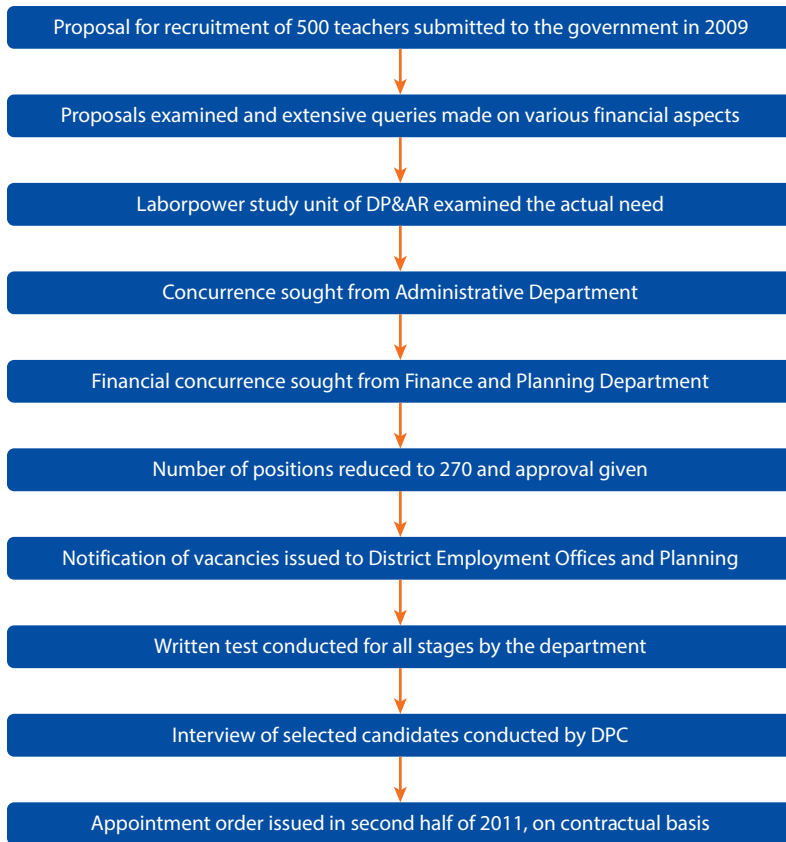 Proposal for recruitment of 500 teachers submitted to the government in 2009
Proposals examined and extensive queries made on various financial aspects
Laborpower study unit of DP&AR examined the actual need
Concurrence sought from Administrative Department
Financial concurrence sought from Finance and Planning Department
Number of positions reduced to 270 and approval given
Notification of vacancies issued to District Employment Offices and Planning
Written test conducted for all stages by the department
Interview of selected candidates conducted by DPC
Appointment order issued in second half of 2011, on contractual basis